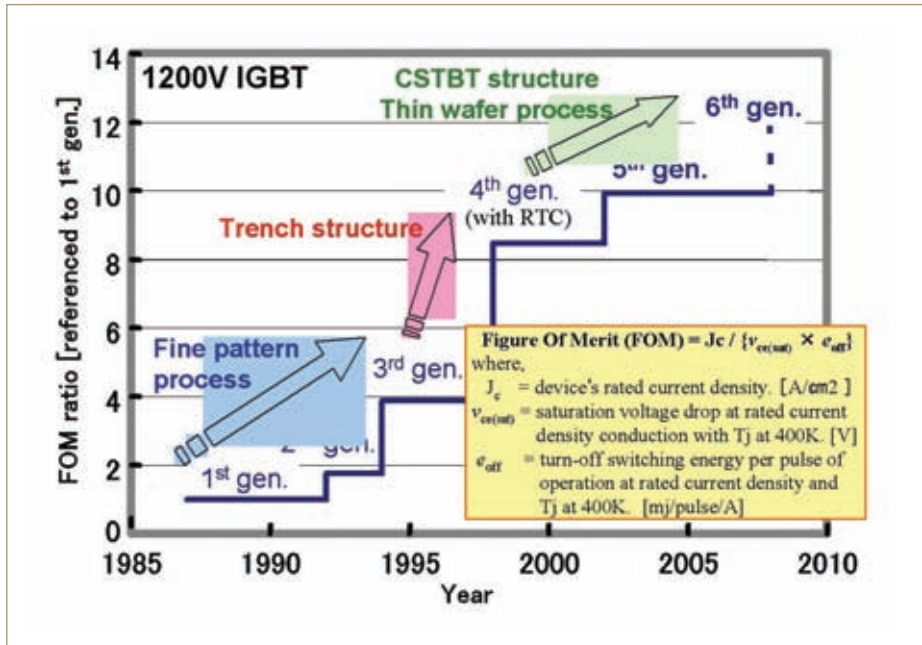 FOM ratio [referenced to 1st gen.]
14
12
10
8
6
4
2
0
1200V IGBT
CSTBT structure
Thin wafer process
6th gen.
5th gen.
4th gen.
(with RTC)
Trench structure
Fine pattern
process
3rd gen.
2nd gen.
1st gen.
Figure Of Merit (FOM) = Jc / {vce(sat) × eoff}
where,
Jc = device's rated current density. [A/cm2 ]
vce(sat) = saturation voltage drop at rated current
density conduction with Tj at 400K. [V]
eoff = turn-off switching energy per pulse of
operation at rated current density and
Tj at 400K. [mj/pulse/A]
1985 1990 1995 2000 2005 2010
Year